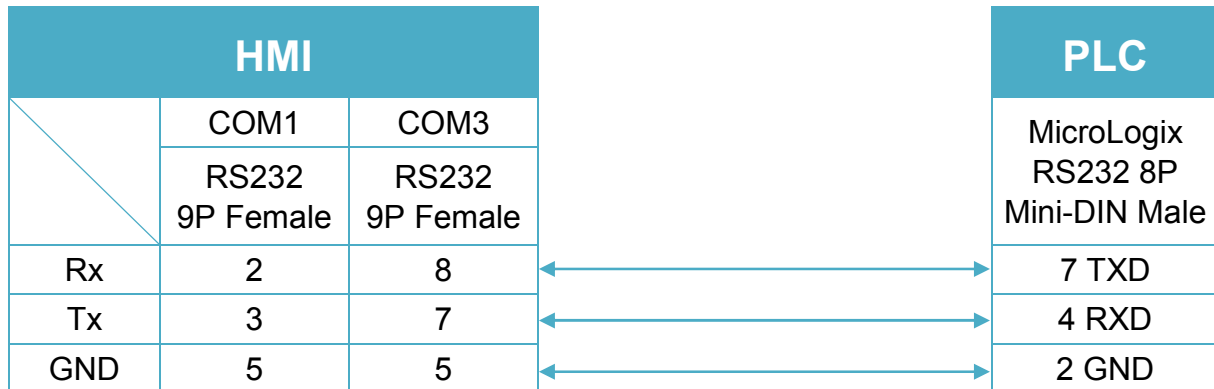 HMI
PLC
COM1 COM3
RS232 RS232
9P Female 9P Female
MicroLogix
RS232 8P
Mini-DIN Male
Rx 2 8 7 TXD
Tx 3 7 4 RXD
GND 5 5 2 GND